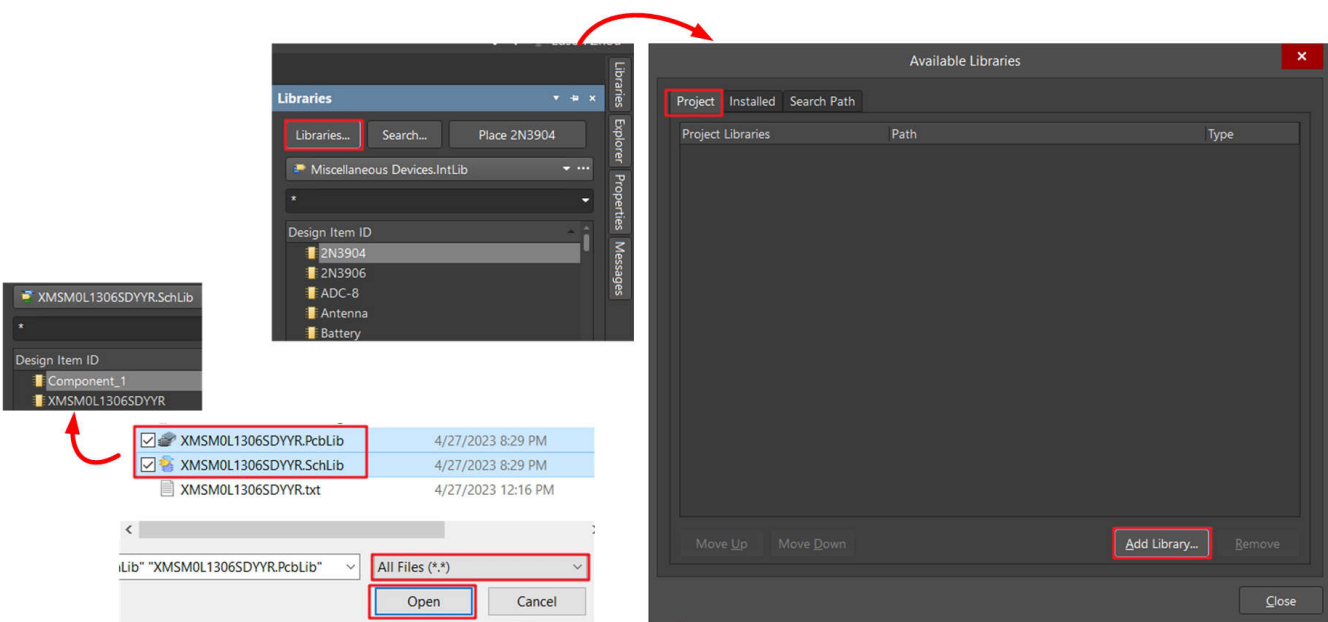 Libraries
Libraries... Search... Place 2N3904
Miscellaneous Devices.IntLib
*
Design Item ID
2N3904
2N3906
ADC-8
Antenna
Battery
Libraries
Explorer
Properties
Messages
Available Libraries
Project Installed Search Path
Project Libraries Path Type
Move Up Move Down Add Library... Remove
Close
XMSM0L1306SDYYR.SchLib
*
Design Item ID
Component_1
XMSM0L1306SDYYR
XMSM0L1306SDYYR.PcbLib 4/27/2023 8:29 PM
XMSM0L1306SDYYR.SchLib 4/27/2023 8:29 PM
XMSM0L1306SDYYR.txt 4/27/2023 12:16 PM
"XMSM0L1306SDYYR.PcbLib" All Files (*.*)
Open Cancel